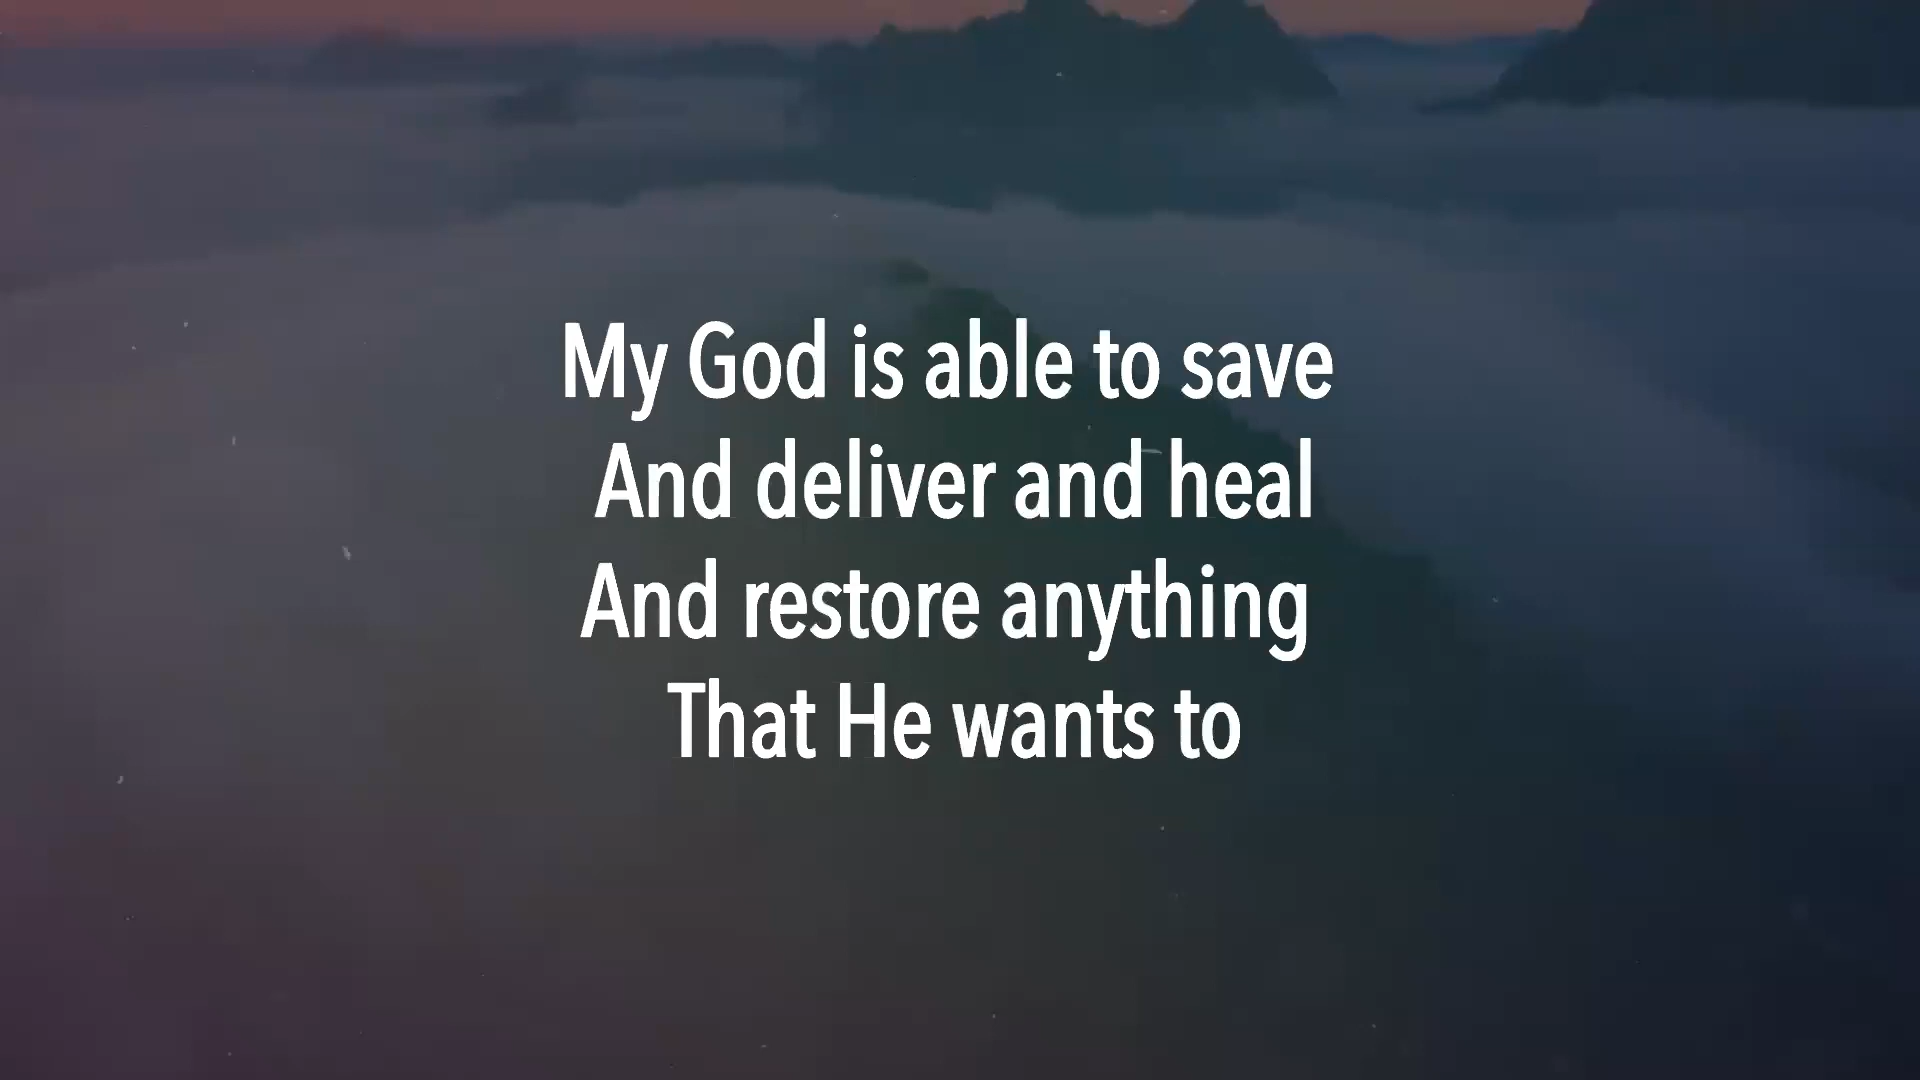 My God is able to save
And deliver and heal
And restore anything
That He wants to